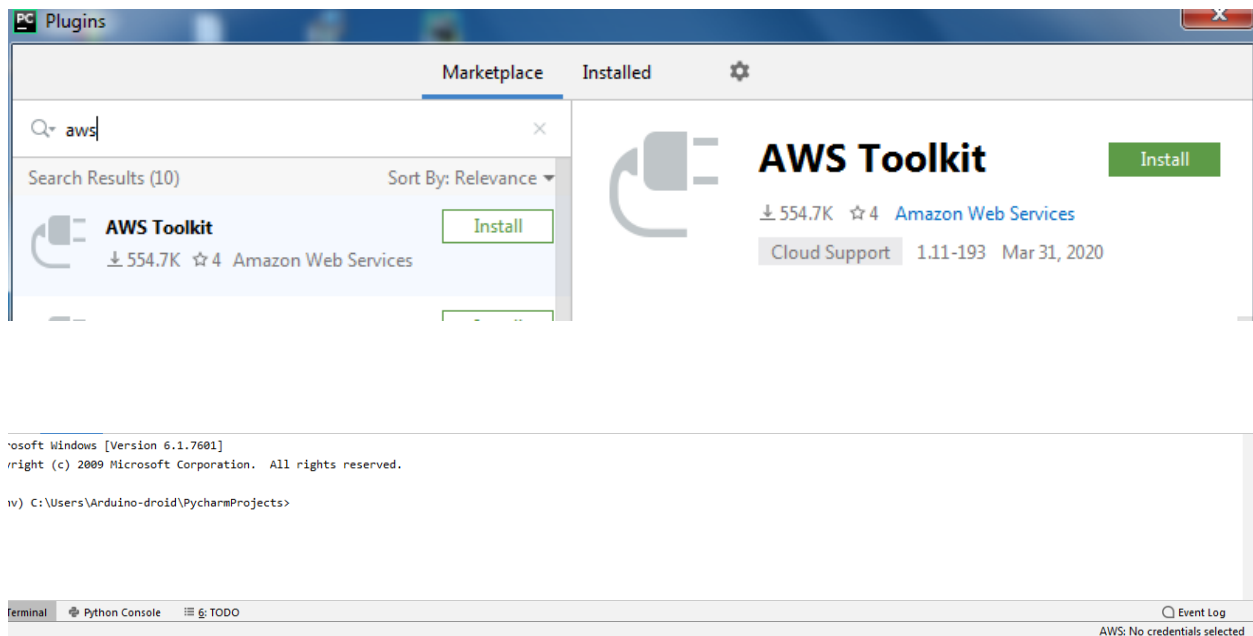 PC Plugins
Marketplace Installed
aws
Search Results (10) Sort By: Relevance
AWS Toolkit Install
554.7K 4 Amazon Web Services
AWS Toolkit Install
554.7K 4 Amazon Web Services
Cloud Support 1.11-193 Mar 31, 2020
rosoft Windows [Version 6.1.7601]
yright (c) 2009 Microsoft Corporation. All rights reserved.
nv) C:\Users\Arduino-droid\PycharmProjects>
Terminal Python Console 6: TODO Event Log
AWS: No credentials selected